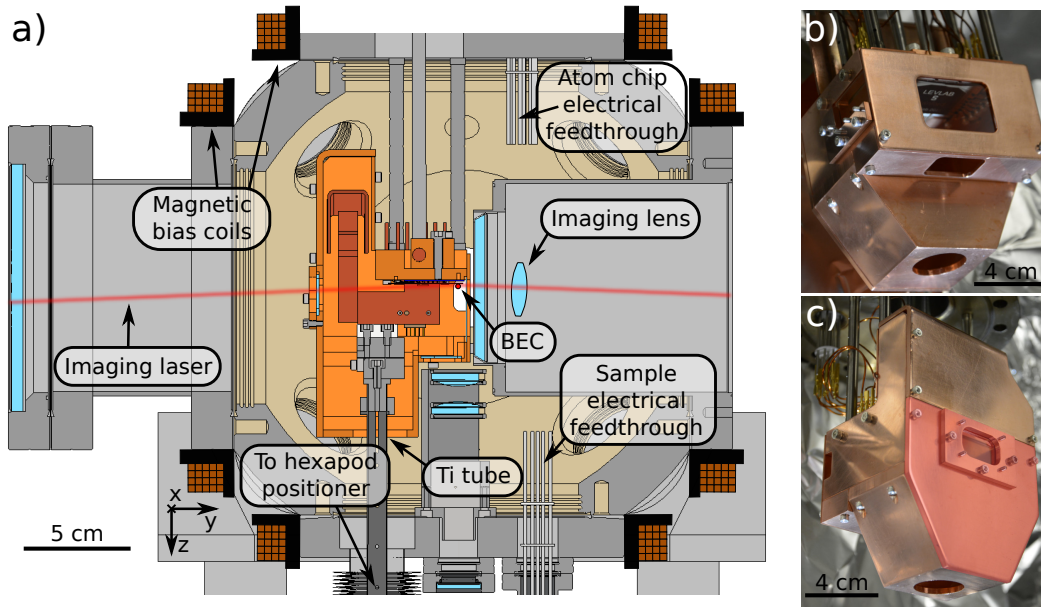 a)
Atom chip
electrical
feedthrough
Magnetic
bias coils
Imaging lens
Imaging laser
BEC
Sample
electrical
feedthrough
To hexapod
positioner
Ti tube
x
y
z
5 cm
b)
LEVLAB
4 cm
c)
4 cm